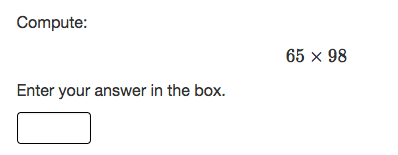 Compute:
65 × 98
Enter your answer in the box.